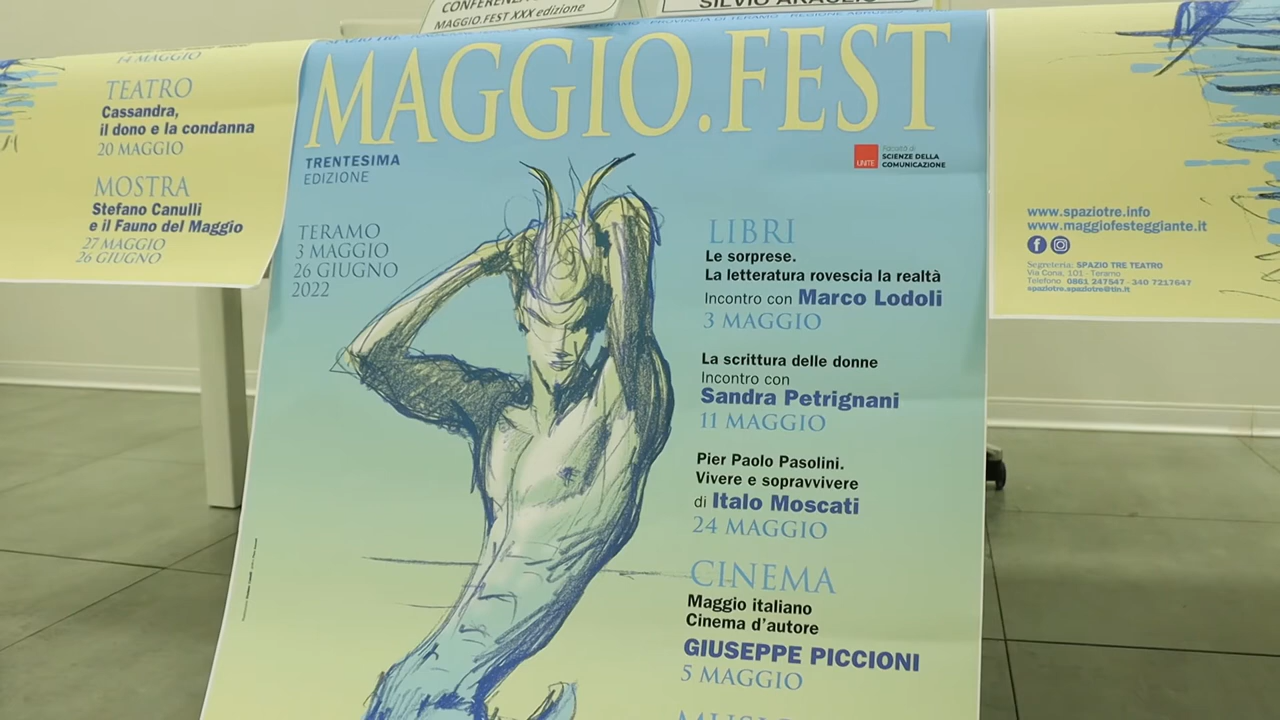 MAGGIO.FEST XXX edizione
14 MAGGIO
TEATRO
Cassandra,
il dono e la condanna
20 MAGGIO
MOSTRA
Stefano Canulli
e il Fauno del Maggio
27 MAGGIO
26 GIUGNO
MAGGIO.FEST
TRENTESIMA
EDIZIONE
UNITE
Facoltà di
SCIENZE DELLA
COMUNICAZIONE
TERAMO
3 MAGGIO
26 GIUGNO
2022
LIBRI
Le sorprese.
La letteratura rovescia la realtà
Incontro con Marco Lodoli
3 MAGGIO
La scrittura delle donne
Incontro con
Sandra Petrignani
11 MAGGIO
Pier Paolo Pasolini.
Vivere e sopravvivere
di Italo Moscati
24 MAGGIO
CINEMA
Maggio italiano
Cinema d'autore
GIUSEPPE PICCIONI
5 MAGGIO
www.spaziotre.info
www.maggiofesteggiante.it
Segreteria: SPAZIO TRE TEATRO
Via Cona, 101 - Teramo
Telefono 0861 247547 - 340 7217647
spaziotre.spaziotre@tin.it